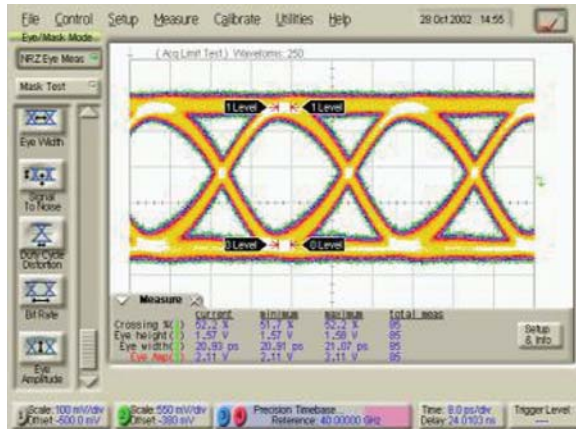 File Control Setup Measure Calibrate Utilities Help 28 Oct 2002 14:55
Eye/Mask Mode
NRZ Eye Meas
( Acq Limit Test ) Waveforms: 250
Mask Test
1 Level 1 Level
Eye Width
Signal
To Noise
Duty Cycle
Distortion
0 Level 0 Level
Bit Rate
Eye
Amplitude
Measure
current minimum maximum total meas
Crossing % 52.2 % 51.7 % 52.2 % 85
Eye height( ) 1.57 V 1.57 V 1.58 V 85
Eye width( ) 20.93 ps 20.91 ps 21.07 ps 85
Eye Amp( ) 2.11 V 2.11 V 2.11 V 85
Setup
& Info
1 Scale: 100 mV/div 2 Scale: 550 mV/div 3 4 Precision Timebase... Time: 8.0 ps/div Trigger Level
Offset: -500.0 mV Offset: -380 mV Reference: 40.00000 GHz Delay: 24.0103 ns